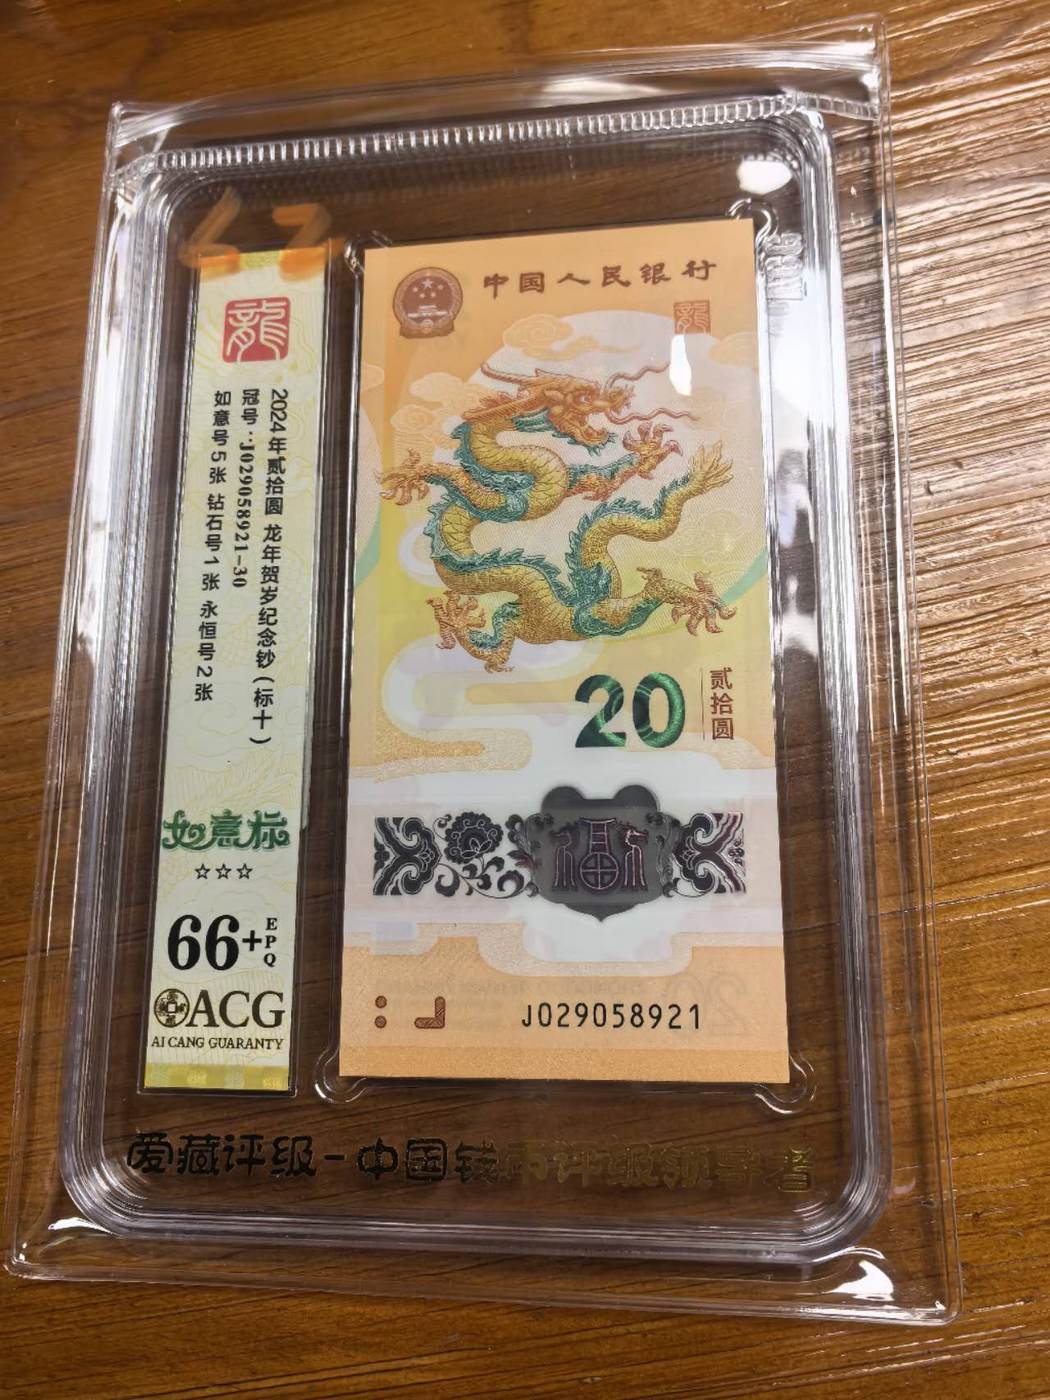 龍
2024年贰拾圆 龙年贺岁纪念钞(标十)
冠号:J029058921-30
如意号5张 钻石号1张 永恒号2张
如意标
☆☆☆
66+
EPQ
ACG
AI CANG GUARANTY
中国人民银行
龍
20
贰拾圆
福
J029058921
爱藏评级-中国钱币评级领导者